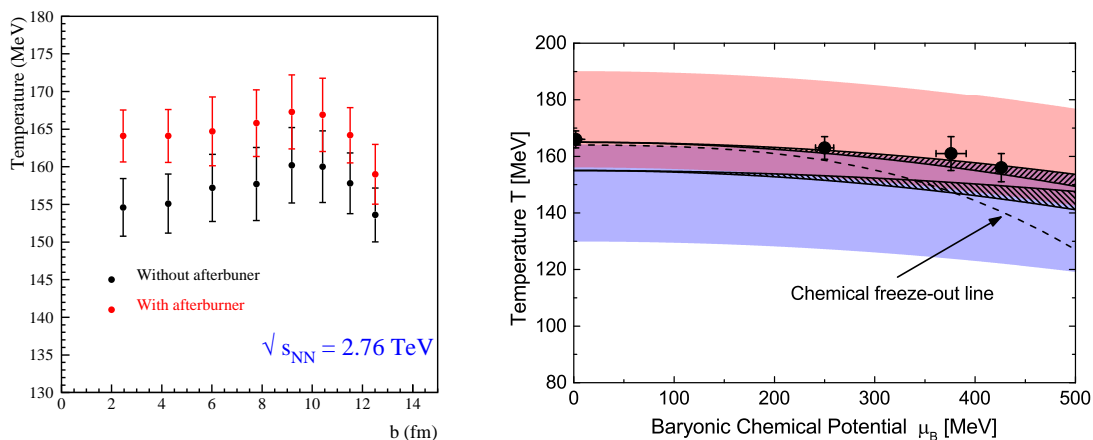 Temperature (MeV)
180
175
170
165
160
155
150
145
140
135
130
Without afterbuner
With afterburner
√ sNN = 2.76 TeV
0 2 4 6 8 10 12 14
b (fm)
Temperature T [MeV]
200
180
160
140
120
100
80
Chemical freeze-out line
0 100 200 300 400 500
Baryonic Chemical Potential μB [MeV]